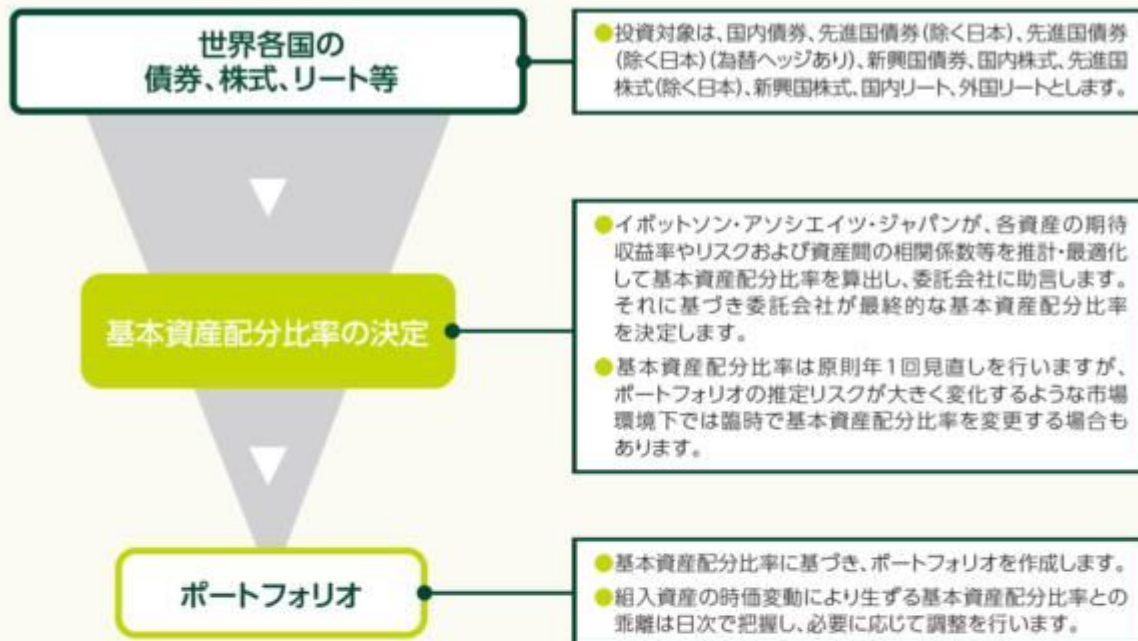 世界各国の
債券、株式、リート等
●投資対象は、国内債券、先進国債券(除く日本)、先進国債券
(除く日本)(為替ヘッジあり)、新興国債券、国内株式、先進国
株式(除く日本)、新興国株式、国内リート、外国リートとします。
基本資産配分比率の決定
●イボットソン・アソシエイツ・ジャパンが、各資産の期待
収益率やリスクおよび資産間の相関係数等を推計・最適化
して基本資産配分比率を算出し、委託会社に助言します。
それに基づき委託会社が最終的な基本資産配分比率
を決定します。
●基本資産配分比率は原則年1回見直しを行いますが、
ポートフォリオの推定リスクが大きく変化するような市場
環境下では臨時で基本資産配分比率を変更する場合も
あります。
ポートフォリオ
●基本資産配分比率に基づき、ポートフォリオを作成します。
●組入資産の時価変動により生ずる基本資産配分比率との
乖離は日次で把握し、必要に応じて調整を行います。